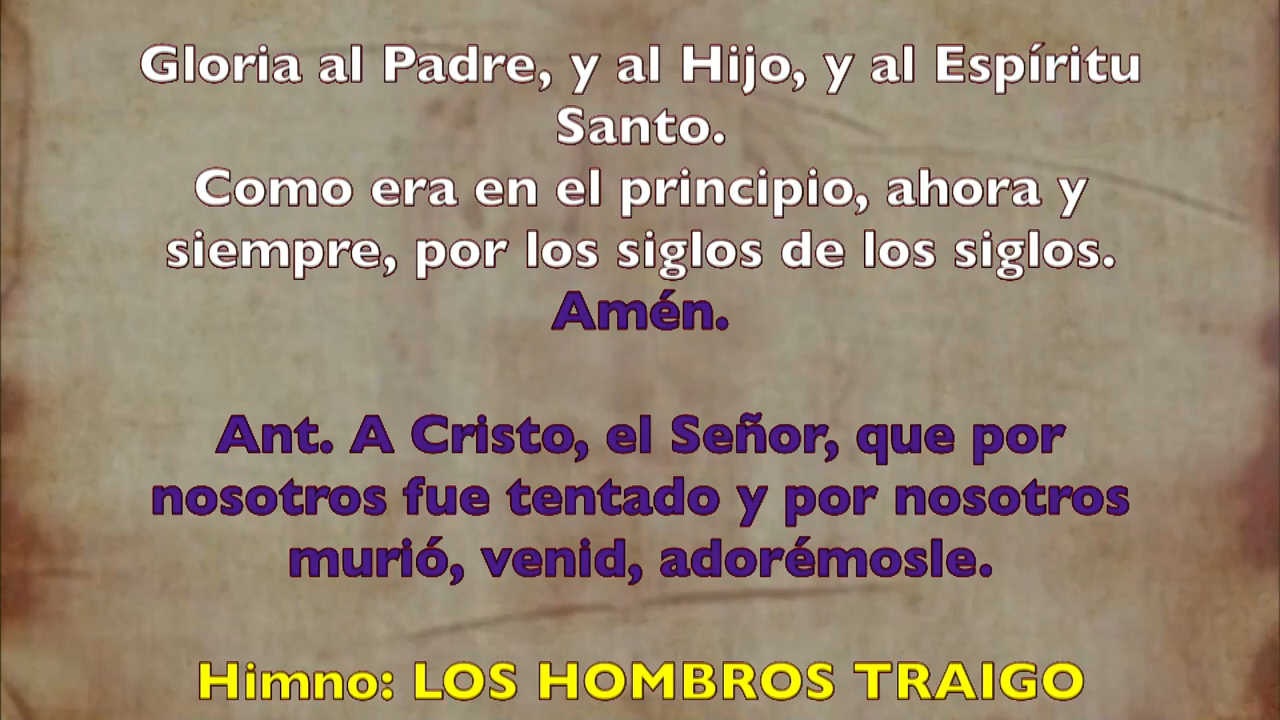 Gloria al Padre, y al Hijo, y al Espíritu
Santo.
Como era en el principio, ahora y
siempre, por los siglos de los siglos.
Amén.
Ant. A Cristo, el Señor, que por
nosotros fue tentado y por nosotros
murió, venid, adorémosle.
Himno: LOS HOMBROS TRAIGO